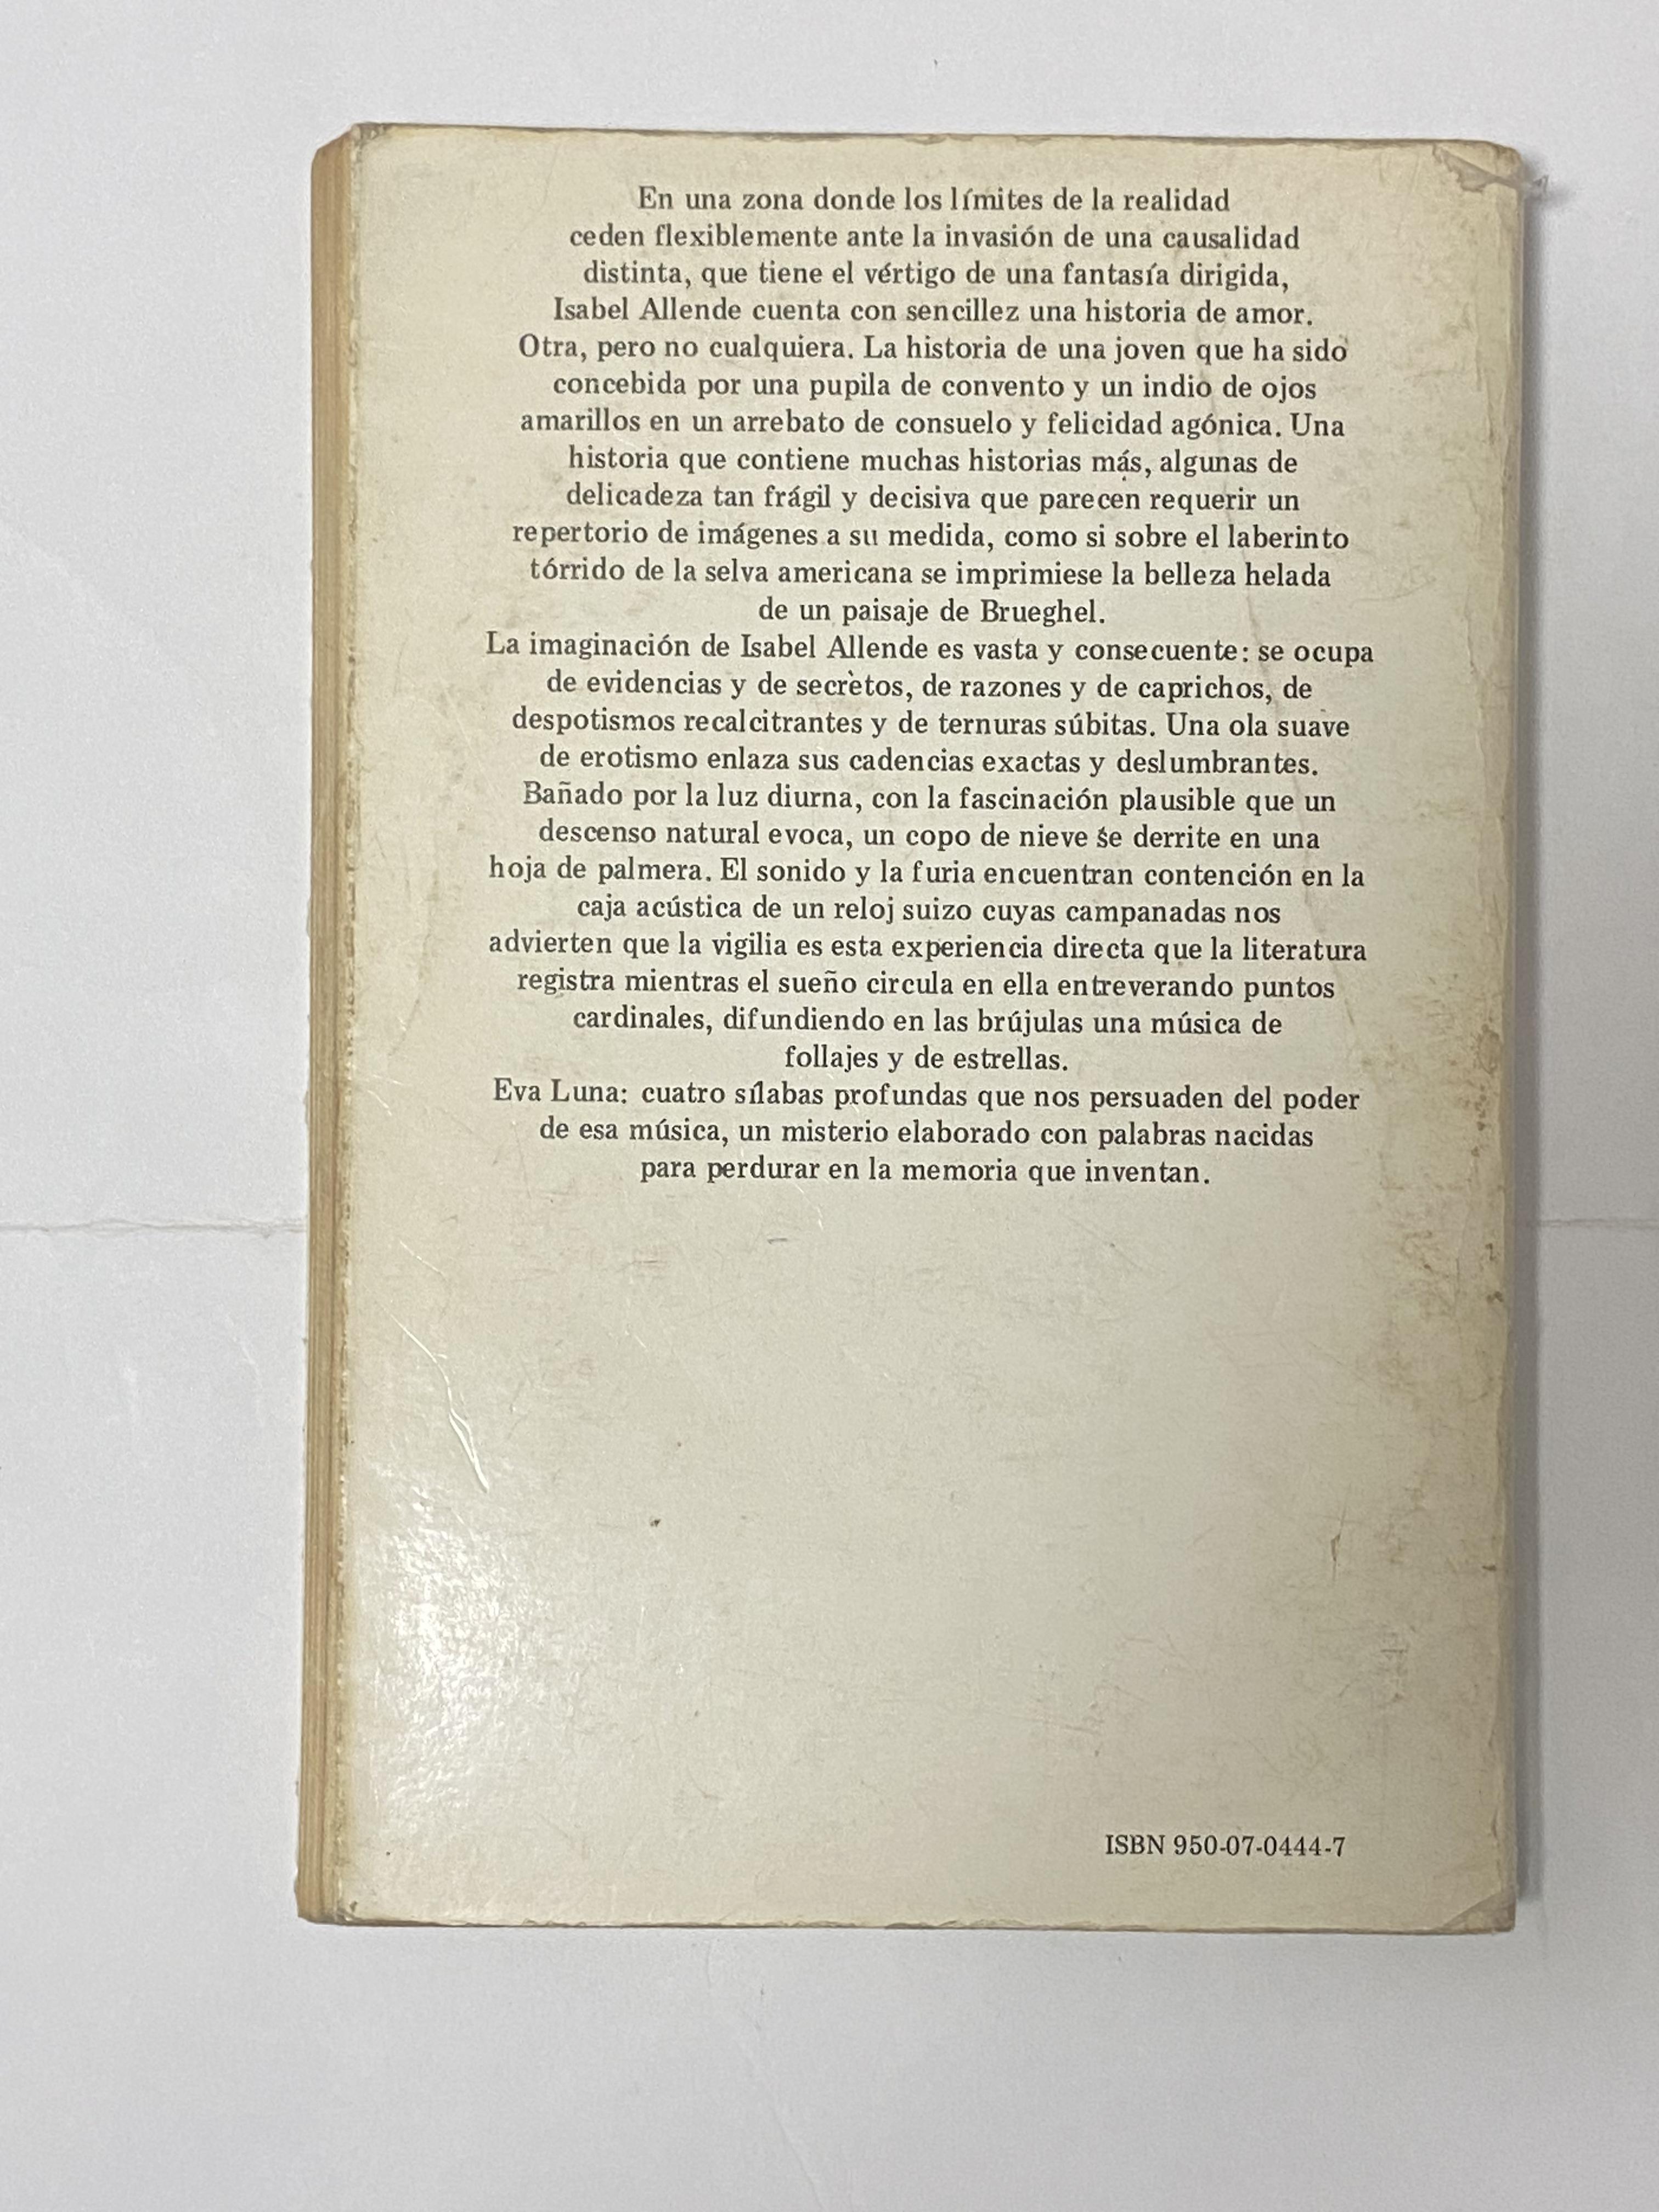 En una zona donde los límites de la realidad
ceden flexiblemente ante la invasión de una causalidad
distinta, que tiene el vértigo de una fantasía dirigida,
Isabel Allende cuenta con sencillez una historia de amor.
Otra, pero no cualquiera. La historia de una joven que ha sido
concebida por una pupila de convento y un indio de ojos
amarillos en un arrebato de consuelo y felicidad agónica. Una
historia que contiene muchas historias más, algunas de
delicadeza tan frágil y decisiva que parecen requerir un
repertorio de imágenes a su medida, como si sobre el laberinto
tórrido de la selva americana se imprimiese la belleza helada
de un paisaje de Brueghel.
La imaginación de Isabel Allende es vasta y consecuente: se ocupa
de evidencias y de secretos, de razones y de caprichos, de
despotismos recalcitrantes y de ternuras súbitas. Una ola suave
de erotismo enlaza sus cadencias exactas y deslumbrantes.
Bañado por la luz diurna, con la fascinación plausible que un
descenso natural evoca, un copo de nieve se derrite en una
hoja de palmera. El sonido y la furia encuentran contención en la
caja acústica de un reloj suizo cuyas campanadas nos
advierten que la vigilia es esta experiencia directa que la literatura
registra mientras el sueño circula en ella entreverando puntos
cardinales, difundiendo en las brújulas una música de
follajes y de estrellas.
Eva Luna: cuatro sílabas profundas que nos persuaden del poder
de esa música, un misterio elaborado con palabras nacidas
para perdurar en la memoria que inventan.
ISBN 950-07-0444-7